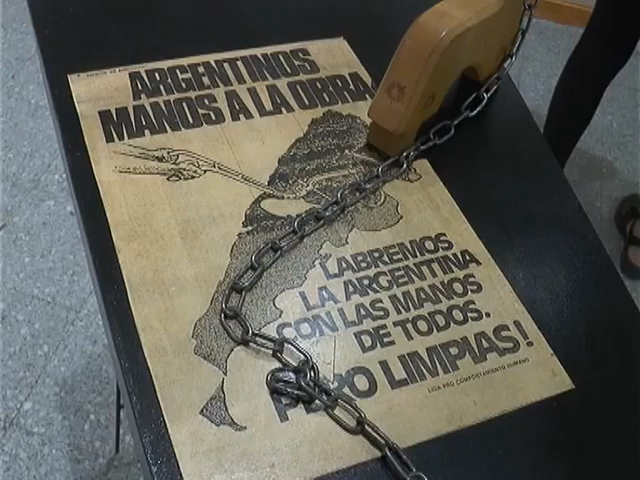 ARGENTINOS
MANOS A LA OBRA
LABREMOS
LA ARGENTINA
CON LAS MANOS
DE TODOS.
PERO LIMPIAS!
LIGA PRO COMPORTAMIENTO HUMANO